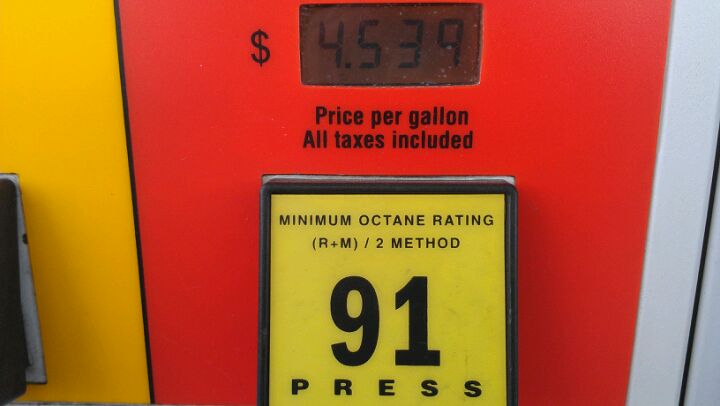 $ 4.539
Price per gallon
All taxes included
MINIMUM OCTANE RATING
(R+M) / 2 METHOD
91
PRESS